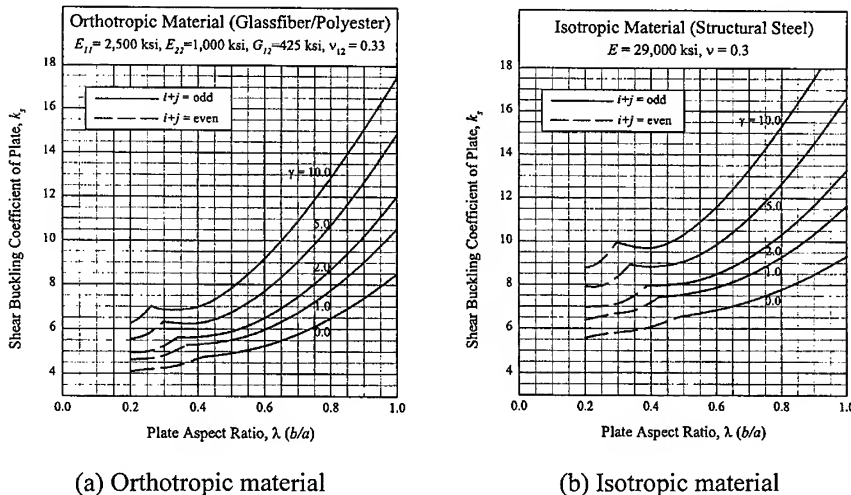 Orthotropic Material (Glassfiber/Polyester)
E₁₁= 2,500 ksi, E₂₂=1,000 ksi, G₁₂=425 ksi, ν₁₂ = 0.33
Shear Buckling Coefficient of Plate, kₛ
18
16
14
12
10
8
6
4
i+j = odd
i+j = even
γ = 10.0
5.0
2.0
1.0
0.0
0.0
0.2
0.4
0.6
0.8
1.0
Plate Aspect Ratio, λ (b/a)
(a) Orthotropic material
Isotropic Material (Structural Steel)
E = 29,000 ksi, ν = 0.3
Shear Buckling Coefficient of Plate, kₛ
18
16
14
12
10
8
6
4
i+j = odd
i+j = even
γ = 10.0
5.0
2.0
1.0
0.0
0.0
0.2
0.4
0.6
0.8
1.0
Plate Aspect Ratio, λ (b/a)
(b) Isotropic material